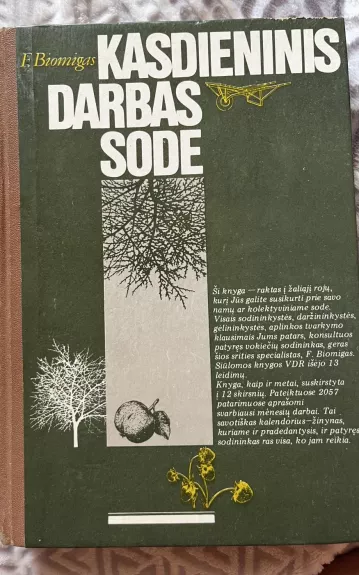 F. Biomigas
KASDIENINIS
DARBAS
SODE
Ši knyga — raktas į žaliąjį rojų,
kurį Jūs galite susikurti prie savo
namų ar kolektyviniame sode.
Visais sodininkystės, daržininkystės,
gėlininkystės, aplinkos tvarkymo
klausimais Jums patars, konsultuos
patyręs vokiečių sodininkas, geras
šios srities specialistas, F. Biomigas.
Šialomos knygos VDR išėjo 13
leidimų.
Knyga, kaip ir metai, suskirstyta
į 12 skirsnių. Pateiktuose 2057
patarimuose aprašomi
svarbiausi mėnesių darbai. Tai
savotiškas kalendorius-žinynas,
kuriame ir pradedantysis, ir patyręs
sodininkas ras visa, ko jam reikia.